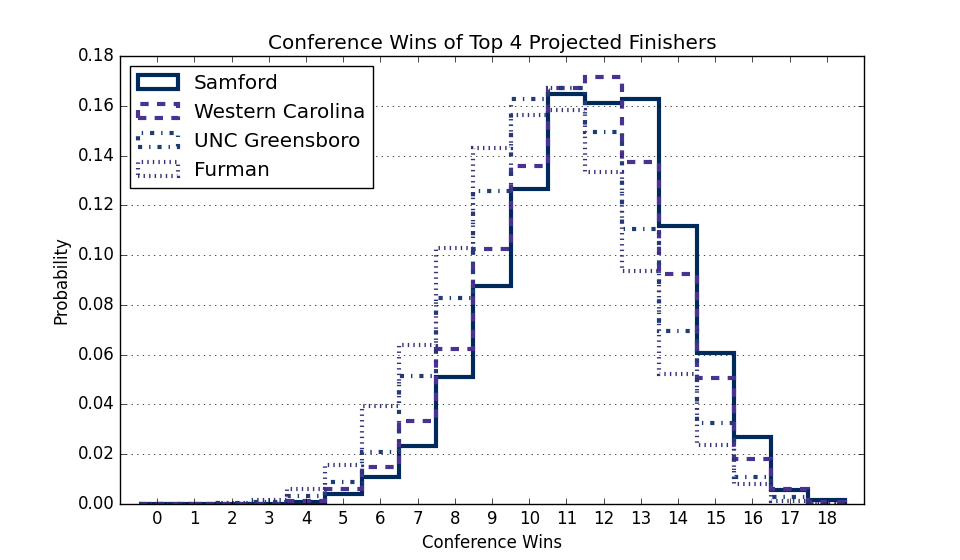 Conference Wins of Top 4 Projected Finishers
0.18
0.16
0.14
0.12
0.10
0.08
0.06
0.04
0.02
0.00
Probability
Samford
Western Carolina
UNC Greensboro
Furman
0 1 2 3 4 5 6 7 8 9 10 11 12 13 14 15 16 17 18
Conference Wins